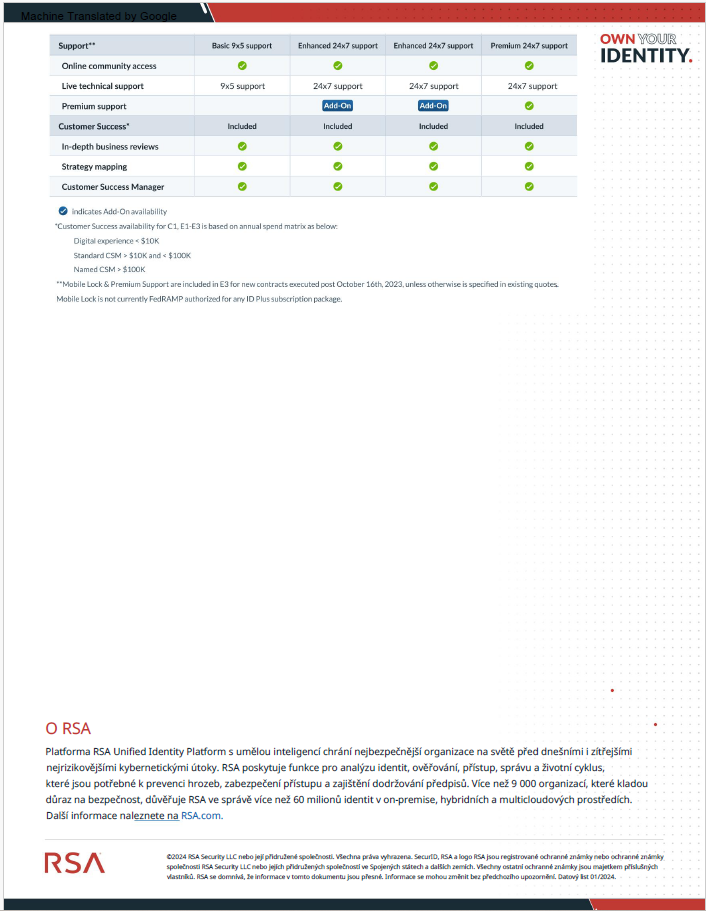 Machine Translated by Google
OWN YOUR
IDENTITY.
Support** Basic 9x5 support Enhanced 24x7 support Enhanced 24x7 support Premium 24x7 support
Online community access
Live technical support 9x5 support 24x7 support 24x7 support 24x7 support
Premium support Add-On Add-On
Customer Success* Included Included Included Included
In-depth business reviews
Strategy mapping
Customer Success Manager
indicates Add-On availability
*Customer Success availability for C1, E1-E3 is based on annual spend matrix as below:
Digital experience < $10K
Standard CSM > $10K and < $100K
Named CSM > $100K
**Mobile Lock & Premium Support are included in E3 for new contracts executed post October 16th, 2023, unless otherwise is specified in existing quotes.
Mobile Lock is not currently FedRAMP authorized for any ID Plus subscription package.
O RSA
Platforma RSA Unified Identity Platform s umělou inteligencí chrání nejbezpečnější organizace na světě před dnešními i zítřejšími
nejrizikovějšími kybernetickými útoky. RSA poskytuje funkce pro analýzu identit, ověřování, přístup, správu a životní cyklus,
které jsou potřebné k prevenci hrozeb, zabezpečení přístupu a zajištění dodržování předpisů. Více než 9 000 organizací, které kladou
důraz na bezpečnost, důvěřuje RSA ve správě více než 60 milionů identit v on-premise, hybridních a multicloudových prostředích.
Další informace naleznete na RSA.com.
RSA
©2024 RSA Security LLC nebo její přidružené společnosti. Všechna práva vyhrazena. SecurID, RSA a logo RSA jsou registrované ochranné známky nebo ochranné známky
společnosti RSA Security LLC nebo jejích přidružených společností ve Spojených státech a dalších zemích. Všechny ostatní ochranné známky jsou majetkem příslušných
vlastníků. RSA se domnívá, že informace v tomto dokumentu jsou přesné. Informace se mohou změnit bez předchozího upozornění. Datový list 01/2024.